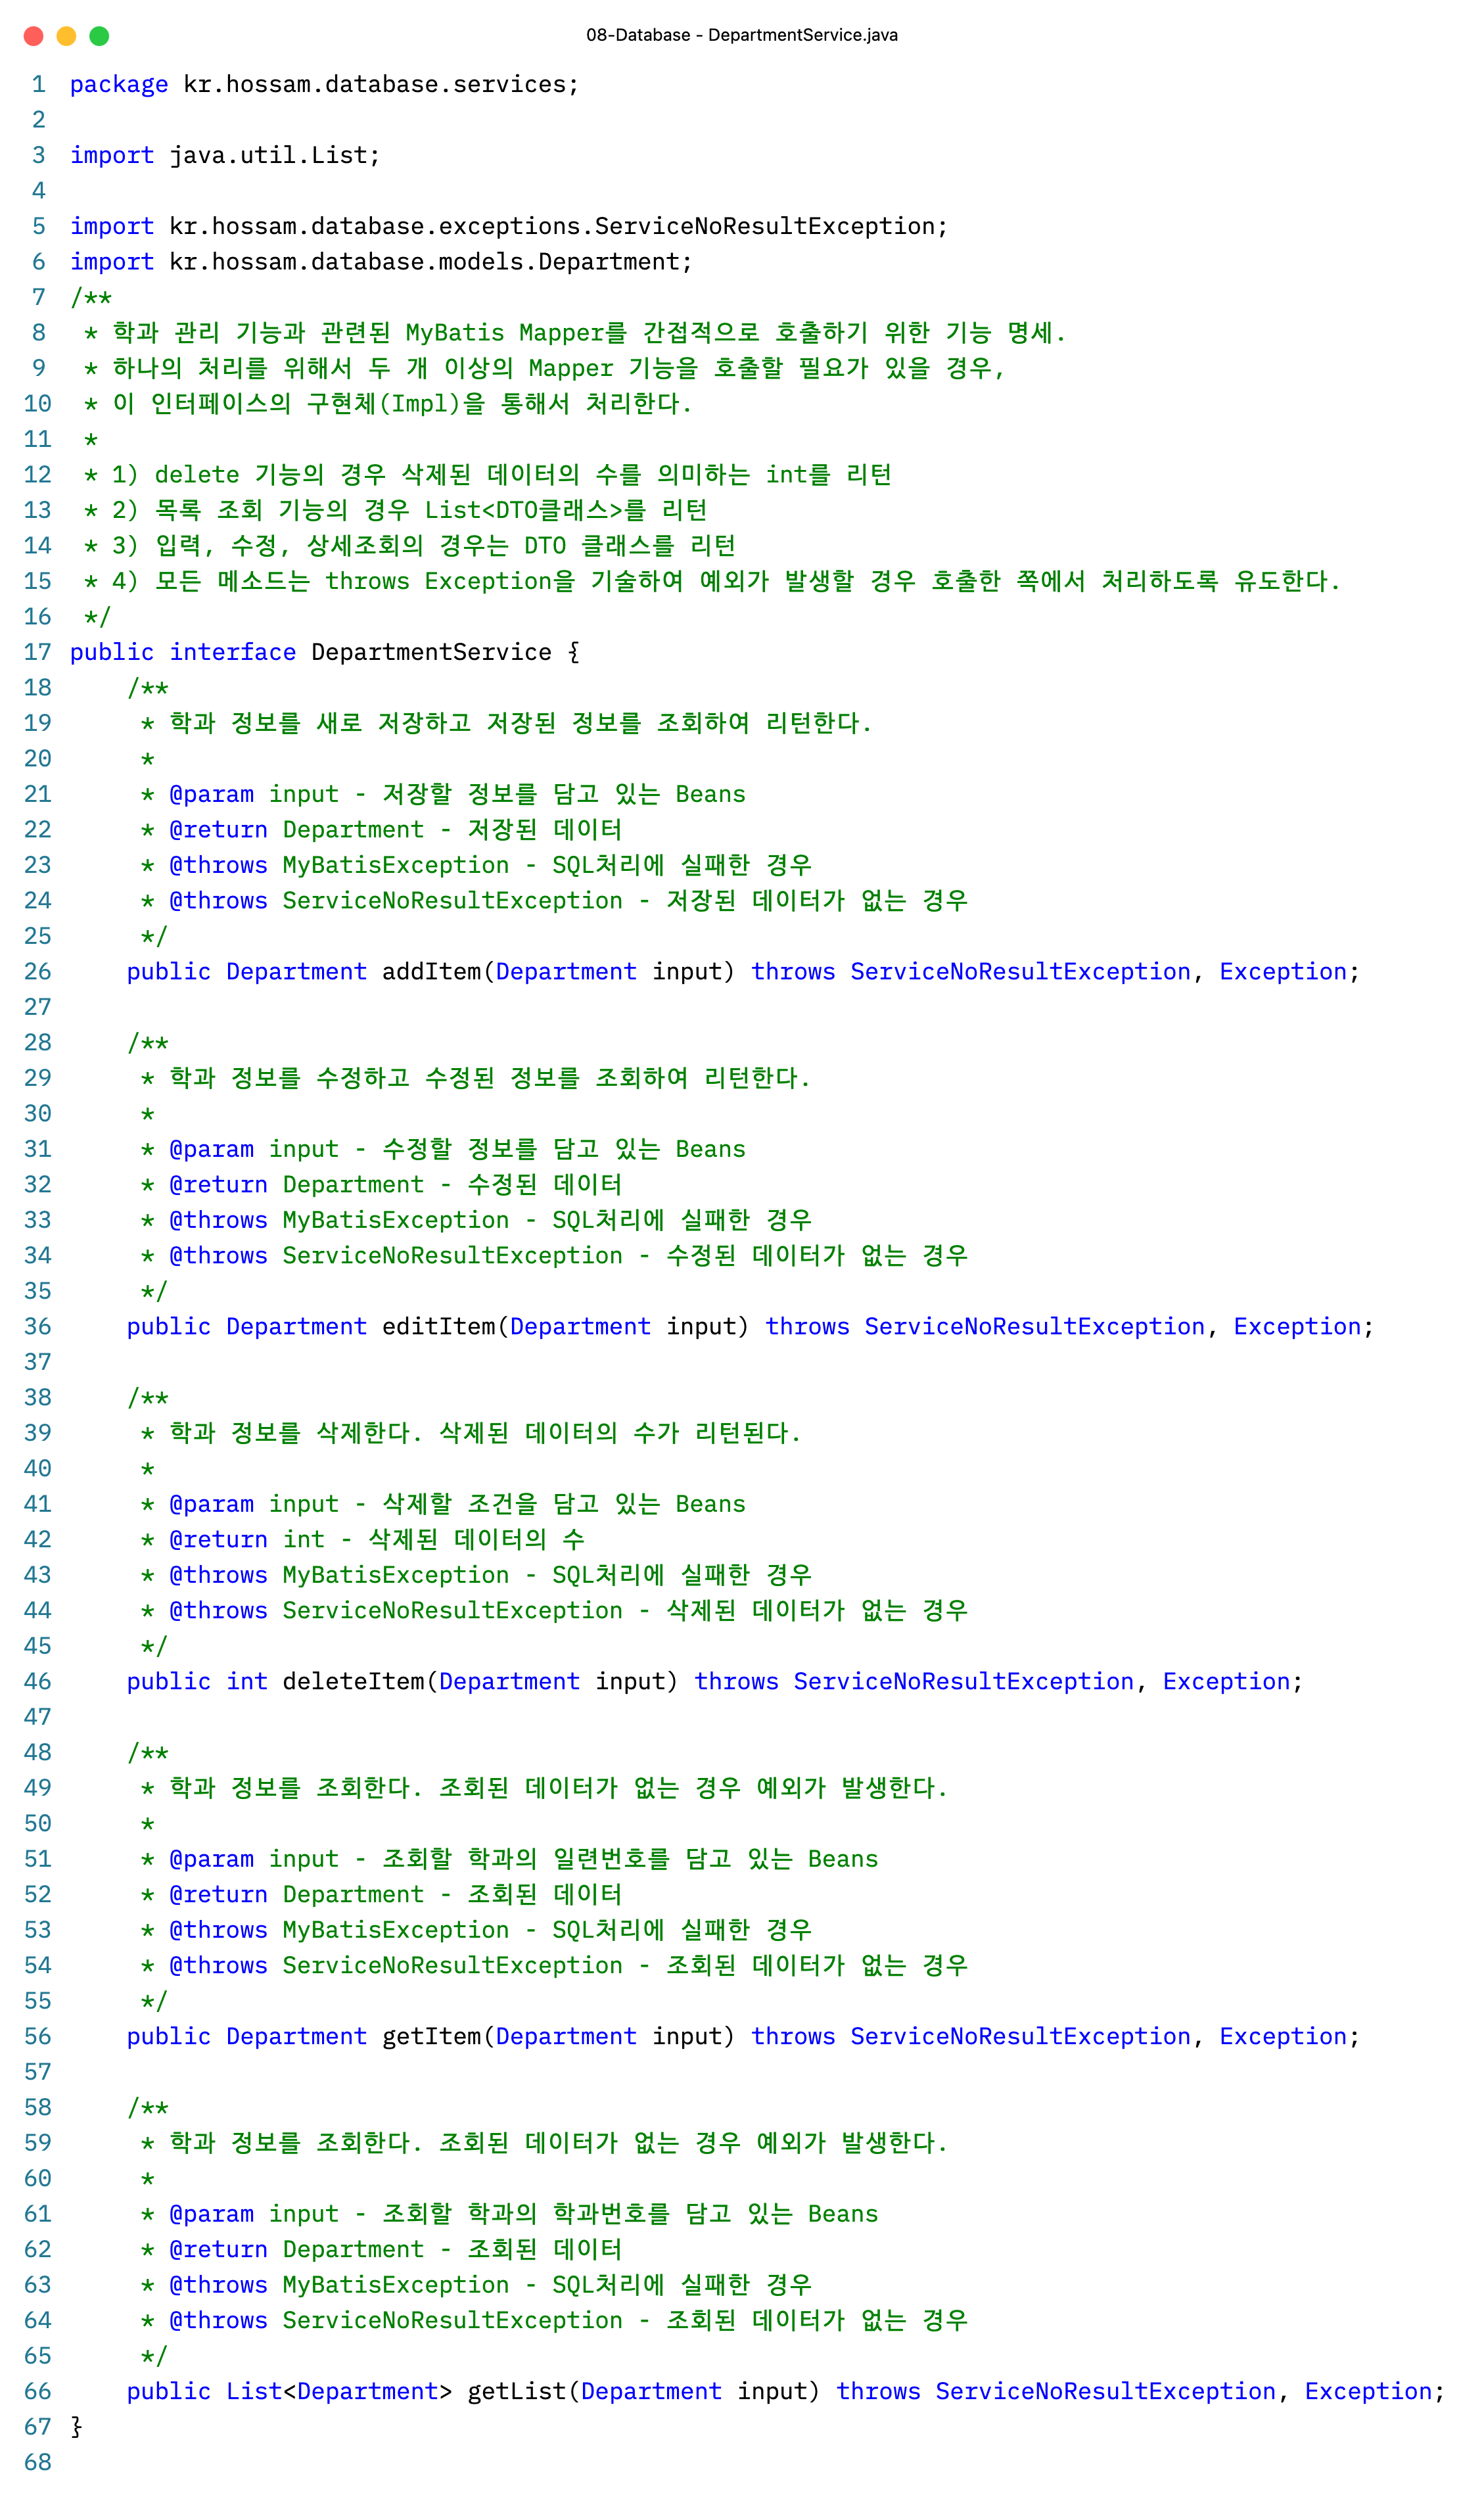 08-Database - DepartmentService.java
1 package kr.hossam.database.services;
2
3 import java.util.List;
4
5 import kr.hossam.database.exceptions.ServiceNoResultException;
6 import kr.hossam.database.models.Department;
7 /**
8  * 학과 관리 기능과 관련된 MyBatis Mapper를 간접적으로 호출하기 위한 기능 명세.
9  * 하나의 처리를 위해서 두 개 이상의 Mapper 기능을 호출할 필요가 있을 경우,
10  * 이 인터페이스의 구현체(Impl)을 통해서 처리한다.
11  *
12  * 1) delete 기능의 경우 삭제된 데이터의 수를 의미하는 int를 리턴
13  * 2) 목록 조회 기능의 경우 List<DTO클래스>를 리턴
14  * 3) 입력, 수정, 상세조회의 경우는 DTO 클래스를 리턴
15  * 4) 모든 메소드는 throws Exception을 기술하여 예외가 발생할 경우 호출한 쪽에서 처리하도록 유도한다.
16  */
17 public interface DepartmentService {
18     /**
19      * 학과 정보를 새로 저장하고 저장된 정보를 조회하여 리턴한다.
20      *
21      * @param input - 저장할 정보를 담고 있는 Beans
22      * @return Department - 저장된 데이터
23      * @throws MyBatisException - SQL처리에 실패한 경우
24      * @throws ServiceNoResultException - 저장된 데이터가 없는 경우
25      */
26     public Department addItem(Department input) throws ServiceNoResultException, Exception;
27
28     /**
29      * 학과 정보를 수정하고 수정된 정보를 조회하여 리턴한다.
30      *
31      * @param input - 수정할 정보를 담고 있는 Beans
32      * @return Department - 수정된 데이터
33      * @throws MyBatisException - SQL처리에 실패한 경우
34      * @throws ServiceNoResultException - 수정된 데이터가 없는 경우
35      */
36     public Department editItem(Department input) throws ServiceNoResultException, Exception;
37
38     /**
39      * 학과 정보를 삭제한다. 삭제된 데이터의 수가 리턴된다.
40      *
41      * @param input - 삭제할 조건을 담고 있는 Beans
42      * @return int - 삭제된 데이터의 수
43      * @throws MyBatisException - SQL처리에 실패한 경우
44      * @throws ServiceNoResultException - 삭제된 데이터가 없는 경우
45      */
46     public int deleteItem(Department input) throws ServiceNoResultException, Exception;
47
48     /**
49      * 학과 정보를 조회한다. 조회된 데이터가 없는 경우 예외가 발생한다.
50      *
51      * @param input - 조회할 학과의 일련번호를 담고 있는 Beans
52      * @return Department - 조회된 데이터
53      * @throws MyBatisException - SQL처리에 실패한 경우
54      * @throws ServiceNoResultException - 조회된 데이터가 없는 경우
55      */
56     public Department getItem(Department input) throws ServiceNoResultException, Exception;
57
58     /**
59      * 학과 정보를 조회한다. 조회된 데이터가 없는 경우 예외가 발생한다.
60      *
61      * @param input - 조회할 학과의 학과번호를 담고 있는 Beans
62      * @return Department - 조회된 데이터
63      * @throws MyBatisException - SQL처리에 실패한 경우
64      * @throws ServiceNoResultException - 조회된 데이터가 없는 경우
65      */
66     public List<Department> getList(Department input) throws ServiceNoResultException, Exception;
67 }
68